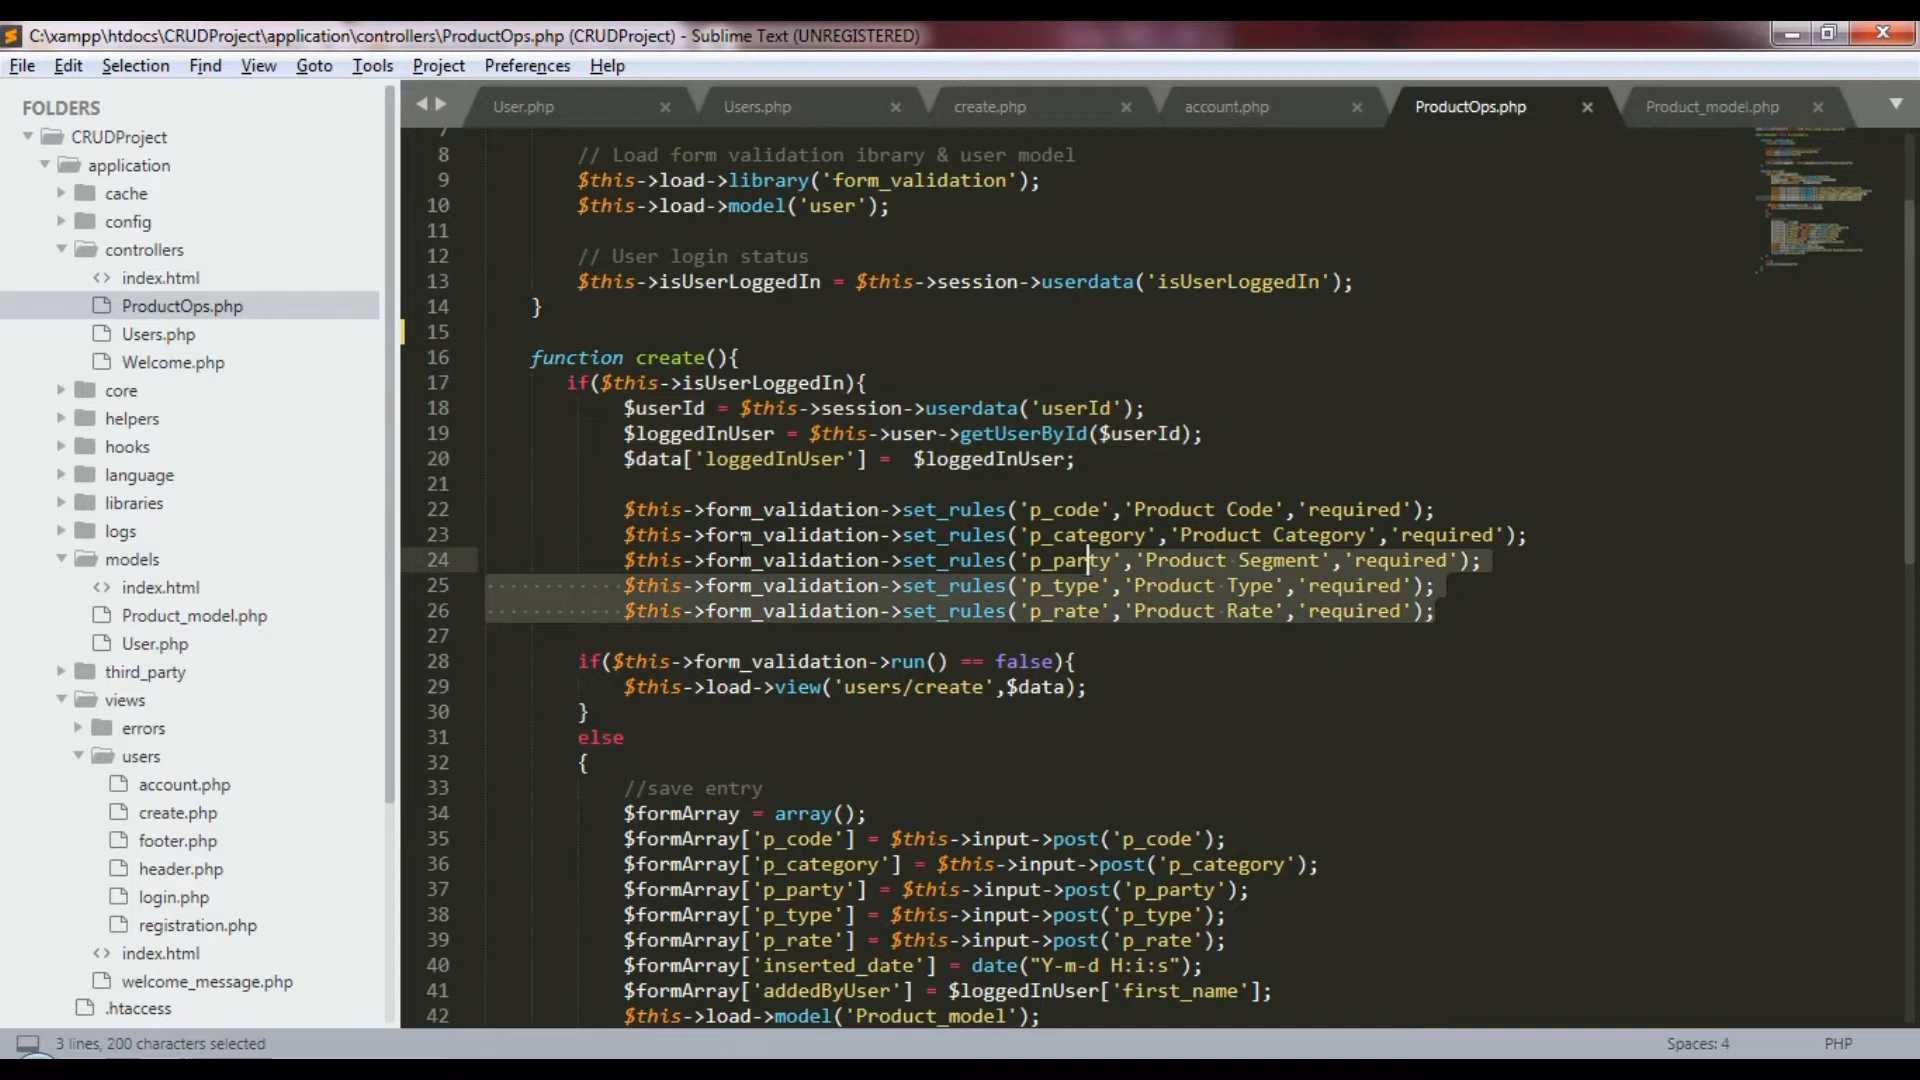 C:\xampp\htdocs\CRUDProject\application\controllers\ProductOps.php (CRUDProject) - Sublime Text (UNREGISTERED)
File Edit Selection Find View Goto Tools Project Preferences Help
FOLDERS
CRUDProject
application
cache
config
controllers
index.html
ProductOps.php
Users.php
Welcome.php
core
helpers
hooks
language
libraries
logs
models
index.html
Product_model.php
User.php
third_party
views
errors
users
account.php
create.php
footer.php
header.php
login.php
registration.php
index.html
welcome_message.php
.htaccess
User.php Users.php create.php account.php ProductOps.php Product_model.php
7
8 // Load form validation ibrary & user model
9 $this->load->library('form_validation');
10 $this->load->model('user');
11
12 // User login status
13 $this->isUserLoggedIn = $this->session->userdata('isUserLoggedIn');
14 }
15
16 function create(){
17 if($this->isUserLoggedIn){
18 $userId = $this->session->userdata('userId');
19 $loggedInUser = $this->user->getUserById($userId);
20 $data['loggedInUser'] =  $loggedInUser;
21
22 $this->form_validation->set_rules('p_code','Product Code','required');
23 $this->form_validation->set_rules('p_category','Product Category','required');
24 $this->form_validation->set_rules('p_party','Product Segment','required');
25 $this->form_validation->set_rules('p_type','Product Type','required');
26 $this->form_validation->set_rules('p_rate','Product Rate','required');
27
28 if($this->form_validation->run() == false){
29 $this->load->view('users/create',$data);
30 }
31 else
32 {
33 //save entry
34 $formArray = array();
35 $formArray['p_code'] = $this->input->post('p_code');
36 $formArray['p_category'] = $this->input->post('p_category');
37 $formArray['p_party'] = $this->input->post('p_party');
38 $formArray['p_type'] = $this->input->post('p_type');
39 $formArray['p_rate'] = $this->input->post('p_rate');
40 $formArray['inserted_date'] = date("Y-m-d H:i:s");
41 $formArray['addedByUser'] = $loggedInUser['first_name'];
42 $this->load->model('Product_model');
3 lines, 200 characters selected Spaces: 4 PHP